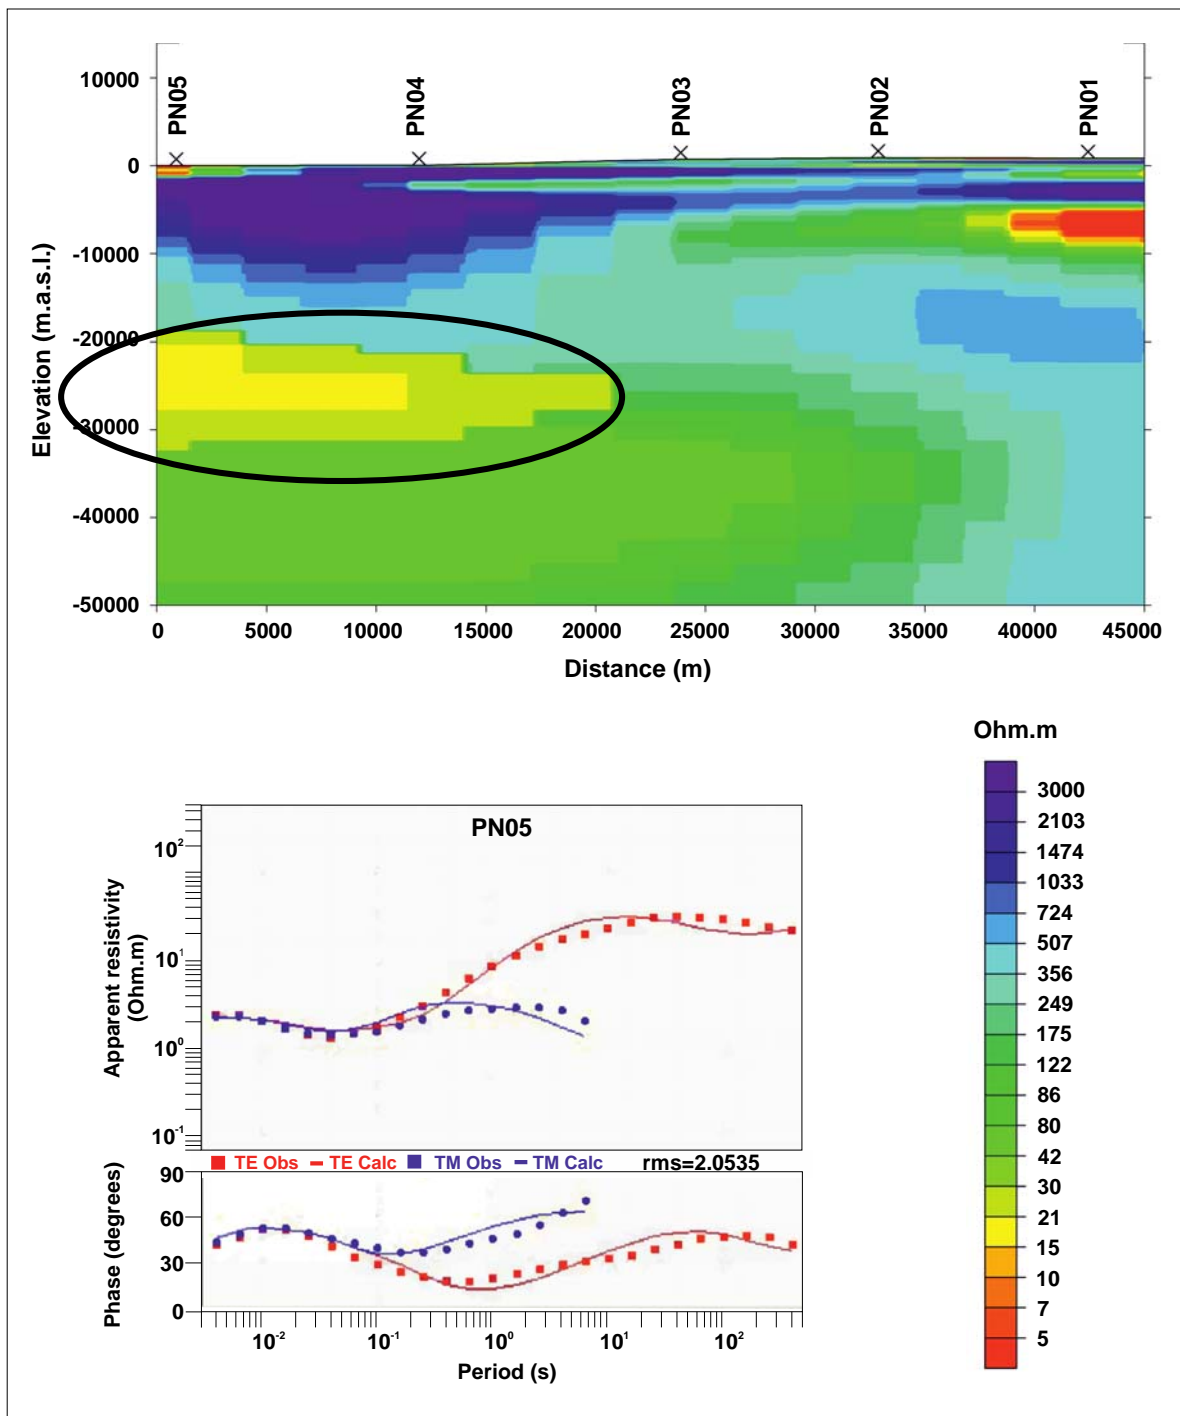 PN05
PN04
PN03
PN02
PN01
10000
0
-10000
-20000
-30000
-40000
-50000
Elevation (m.a.s.l.)
0 5000 10000 15000 20000 25000 30000 35000 40000 45000
Distance (m)
Ohm.m
3000
2103
1474
1033
724
507
356
249
175
122
86
80
42
30
21
15
10
7
5
PN05
10²
10¹
10⁰
10⁻¹
Apparent resistivity
(Ohm.m)
TE Obs TE Calc TM Obs TM Calc rms=2.0535
90
60
30
0
Phase (degrees)
10⁻² 10⁻¹ 10⁰ 10¹ 10²
Period (s)